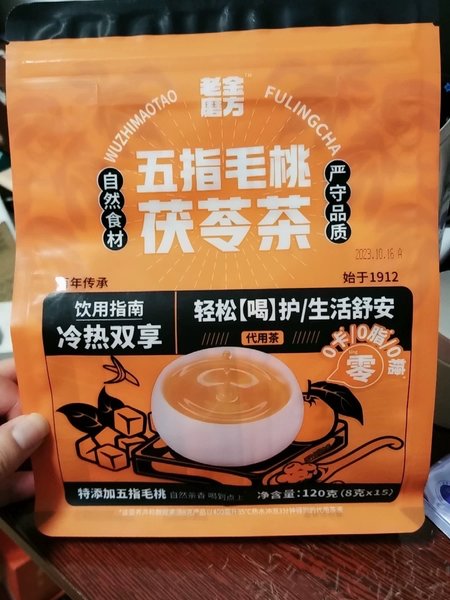 老金
磨方
™
WUZHIMAOTAO
FULINGCHA
五指毛桃
茯苓茶
自然食材
严守品质
2023.10.16 A
百年传承
始于1912
饮用指南
冷热双享
轻松【喝】护/生活舒安
代用茶
0卡/0脂/0糖
ling
零
特添加五指毛桃
自然茶香 喝到点上
净含量:120克(8克×15)